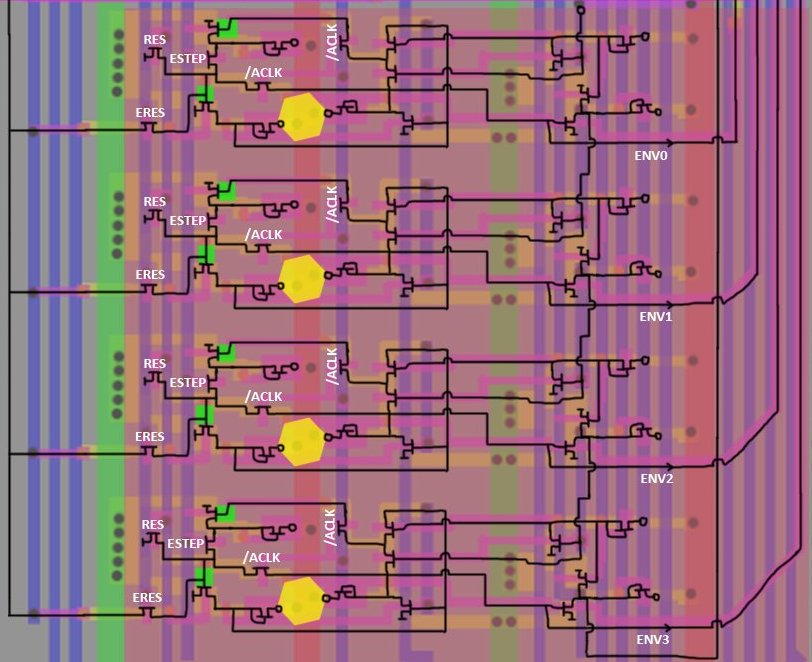 RES
/ACLK
ESTEP
/ACLK
ERES
ENV0
RES
/ACLK
ESTEP
/ACLK
ERES
ENV1
RES
/ACLK
ESTEP
/ACLK
ERES
ENV2
RES
/ACLK
ESTEP
/ACLK
ERES
ENV3